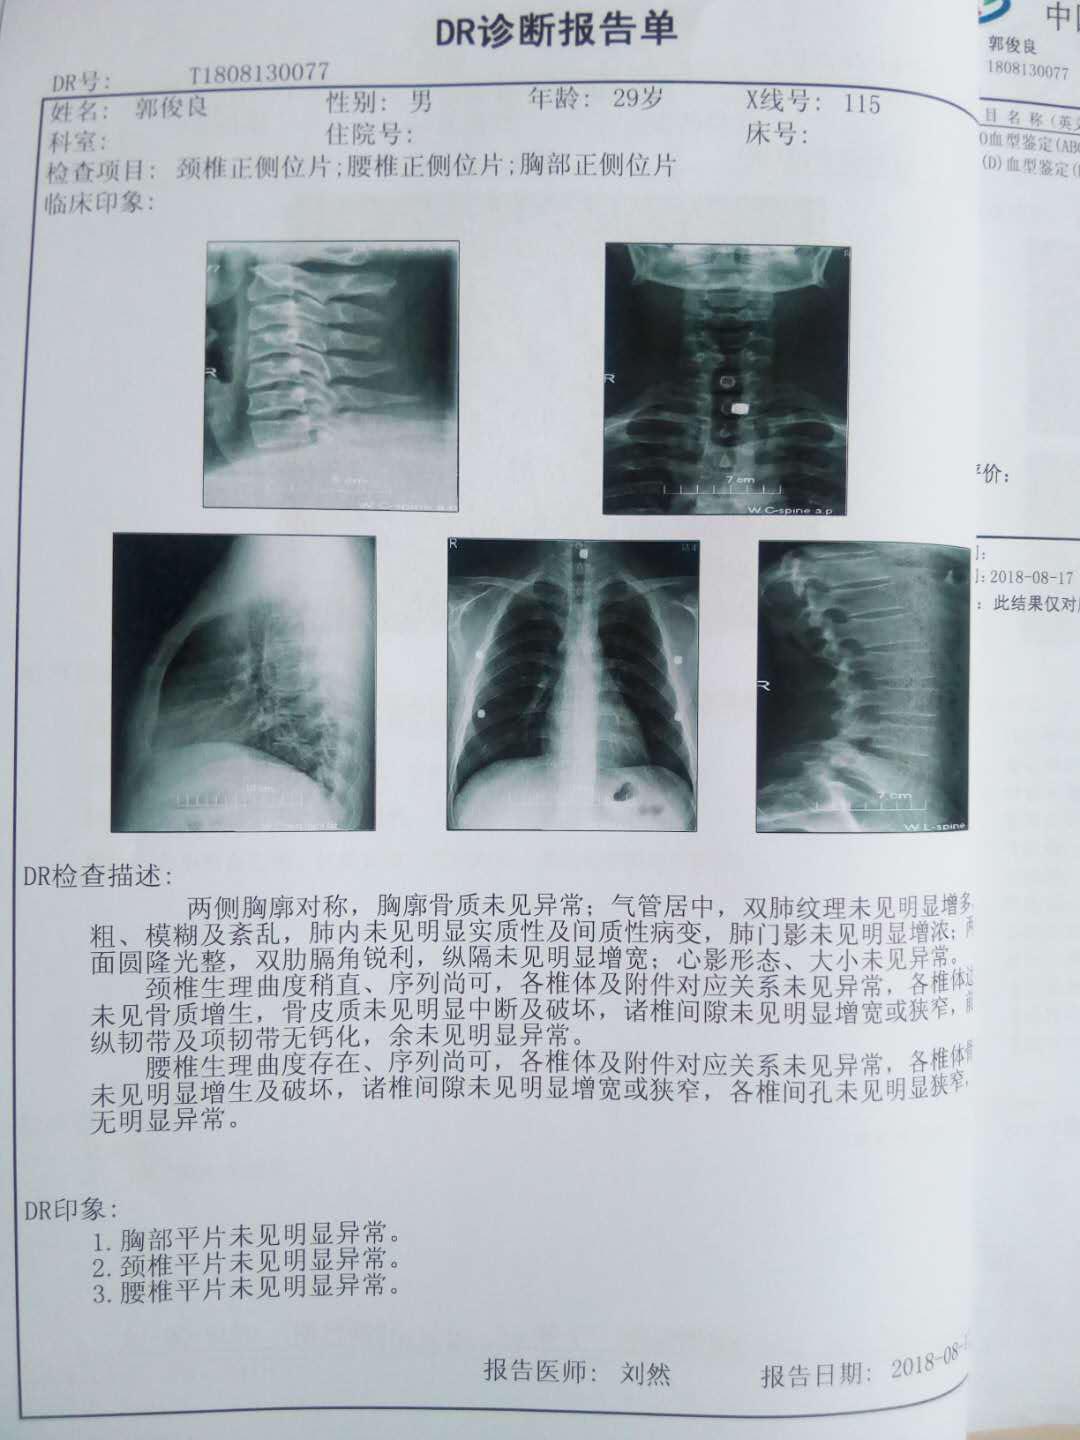 DR诊断报告单
DR号: T1808130077
姓名: 郭俊良 性别: 男 年龄: 29岁 X线号: 115
科室: 住院号: 床号:
检查项目: 颈椎正侧位片;腰椎正侧位片;胸部正侧位片
临床印象:
R
R
R
7 cm
W C-spine a.p
R
R
10 cm
7 cm
W L-spine
DR检查描述:
两侧胸廓对称，胸廓骨质未见异常；气管居中，双肺纹理未见明显增多
粗、模糊及紊乱，肺内未见明显实质性及间质性病变，肺门影未见明显增浓；两
面圆隆光整，双肋膈角锐利，纵隔未见明显增宽；心影形态、大小未见异常。
颈椎生理曲度稍直、序列尚可，各椎体及附件对应关系未见异常，各椎体边
未见骨质增生，骨皮质未见明显中断及破坏，诸椎间隙未见明显增宽或狭窄，前
纵韧带及项韧带无钙化，余未见明显异常。
腰椎生理曲度存在、序列尚可，各椎体及附件对应关系未见异常，各椎体骨
未见明显增生及破坏，诸椎间隙未见明显增宽或狭窄，各椎间孔未见明显狭窄，
无明显异常。
DR印象:
1.胸部平片未见明显异常。
2.颈椎平片未见明显异常。
3.腰椎平片未见明显异常。
报告医师: 刘然 报告日期: 2018-08-
中
郭俊良
1808130077
目 名 称 (英
O血型鉴定(AB
(D)血型鉴定(
价:
: 2018-08-17
: 此结果仅对